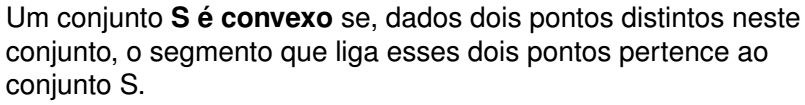 Um conjunto S é convexo se, dados dois pontos distintos neste
conjunto, o segmento que liga esses dois pontos pertence ao
conjunto S.